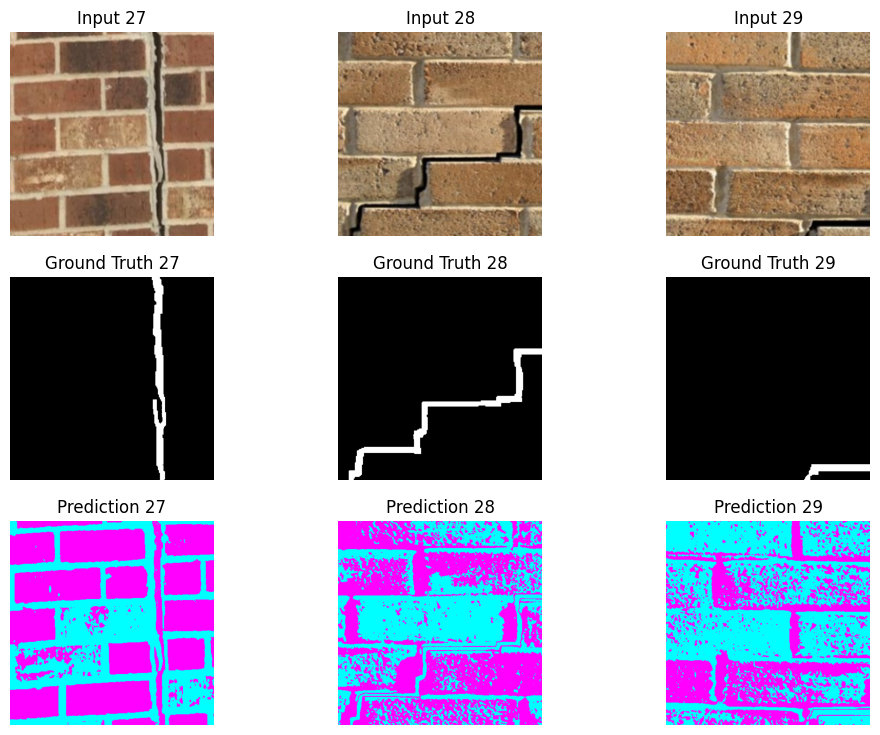 Input 27
Input 28
Input 29
Ground Truth 27
Ground Truth 28
Ground Truth 29
Prediction 27
Prediction 28
Prediction 29